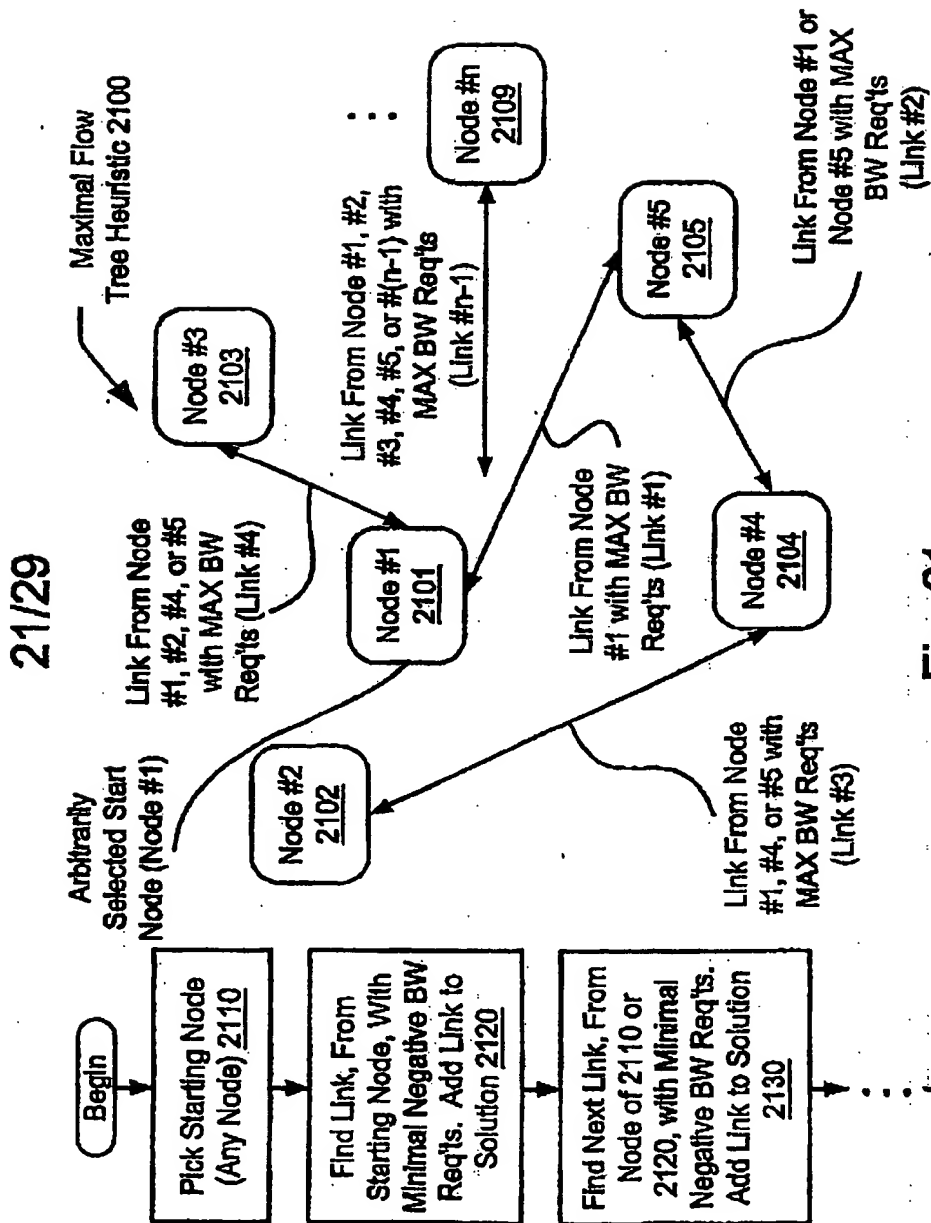 21/29
Maximal Flow
Tree Heuristic 2100
Arbitrarily
Selected Start
Node (Node #1)
Link From Node
#1, #2, #4, or #5
with MAX BW
Req'ts (Link #4)
Node #3
2103
Link From Node #1, #2,
#3, #4, #5, or #(n-1) with
MAX BW Req'ts
(Link #n-1)
Node #n
2109
Node #2
2102
Node #1
2101
Link From Node
#1 with MAX BW
Req'ts (Link #1)
Node #5
2105
Node #4
2104
Link From Node
#1, #4, or #5 with
MAX BW Req'ts
(Link #3)
Link From Node #1 or
Node #5 with MAX
BW Req'ts
(Link #2)
Begin
Pick Starting Node
(Any Node) 2110
Find Link, From
Starting Node, With
Minimal Negative BW
Req'ts. Add Link to
Solution 2120
Find Next Link, From
Node of 2110 or
2120, with Minimal
Negative BW Req'ts.
Add Link to Solution
2130